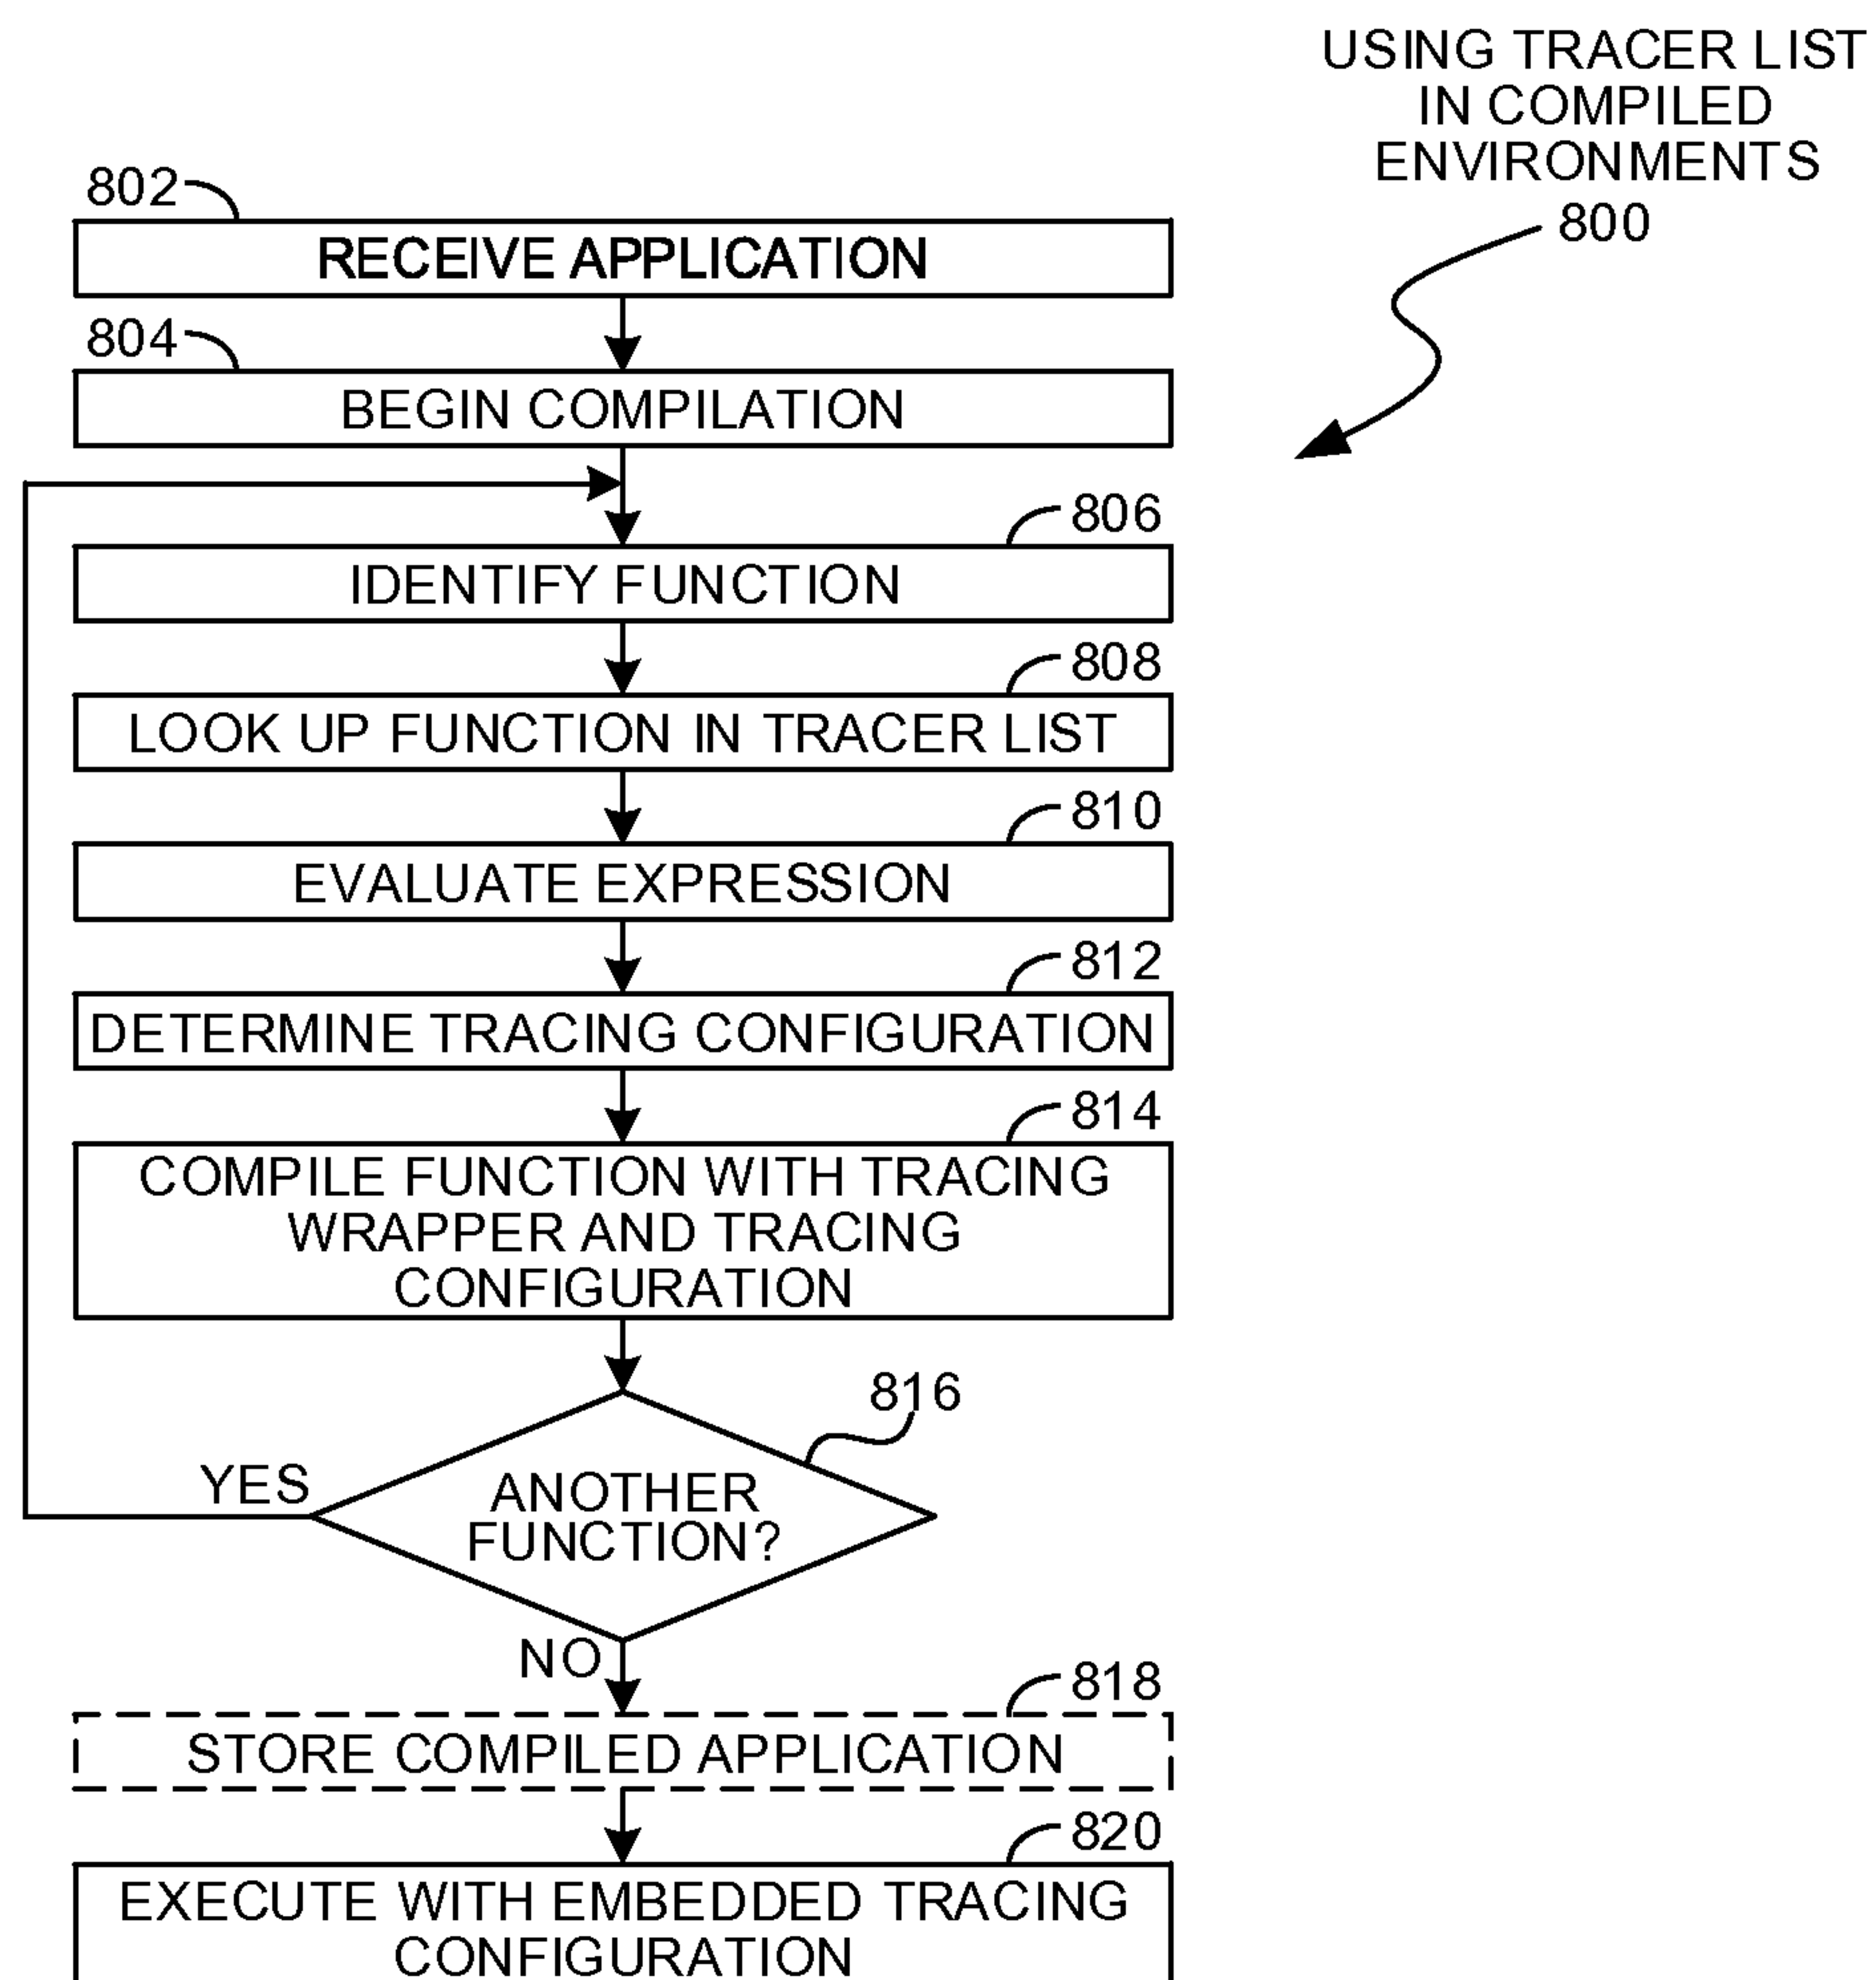 USING TRACER LIST
IN COMPILED
ENVIRONMENTS
800
802
RECEIVE APPLICATION
804
BEGIN COMPILATION
806
IDENTIFY FUNCTION
808
LOOK UP FUNCTION IN TRACER LIST
810
EVALUATE EXPRESSION
812
DETERMINE TRACING CONFIGURATION
814
COMPILE FUNCTION WITH TRACING
WRAPPER AND TRACING
CONFIGURATION
816
YES
ANOTHER
FUNCTION?
NO
818
STORE COMPILED APPLICATION
820
EXECUTE WITH EMBEDDED TRACING
CONFIGURATION